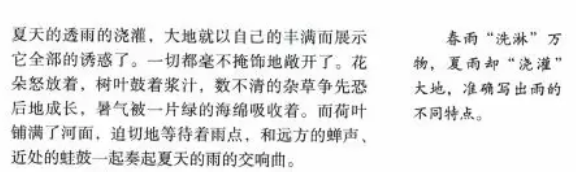 夏天的透雨的浇灌，大地就以自己的丰满而展示
它全部的诱惑了。一切都毫不掩饰地敞开了。花
朵怒放着，树叶鼓着浆汁，数不清的杂草争先恐
后地成长，暑气被一片绿的海绵吸收着。而荷叶
铺满了河面，迫切地等待着雨点，和远方的蝉声、
近处的蛙鼓一起奏起夏天的雨的交响曲。
春雨“洗淋”万
物，夏雨却“浇灌”
大地，准确写出雨的
不同特点。